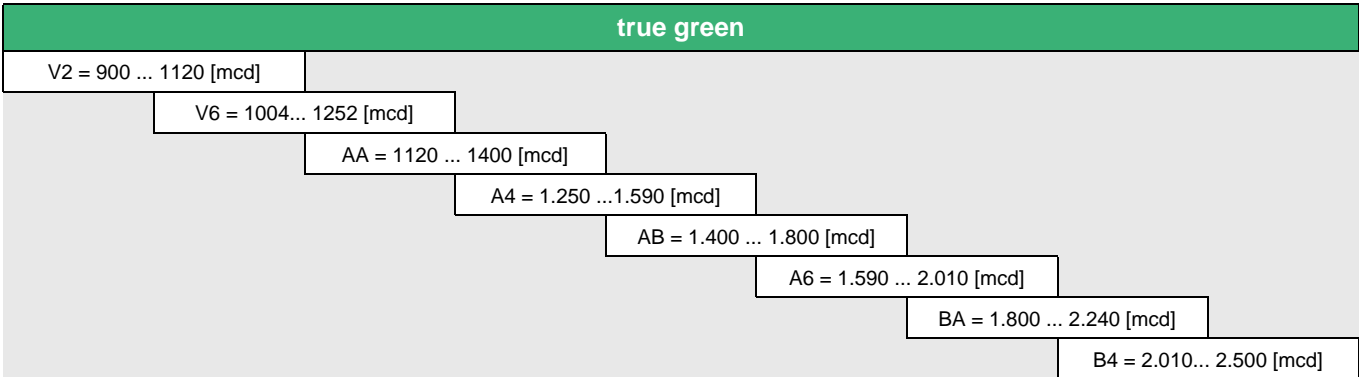 true green
V2 = 900 ... 1120 [mcd]
V6 = 1004... 1252 [mcd]
AA = 1120 ... 1400 [mcd]
A4 = 1.250 ...1.590 [mcd]
AB = 1.400 ... 1.800 [mcd]
A6 = 1.590 ... 2.010 [mcd]
BA = 1.800 ... 2.240 [mcd]
B4 = 2.010... 2.500 [mcd]